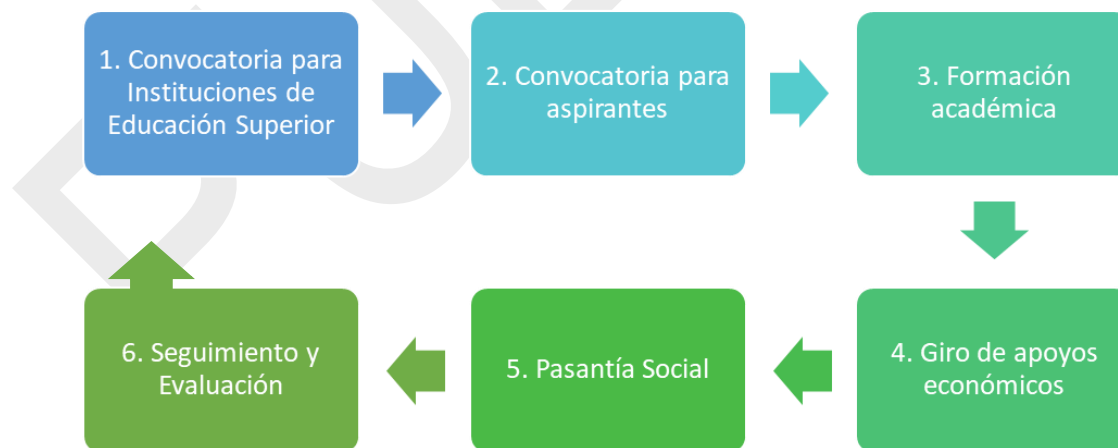 1. Convocatoria para
Instituciones de
Educación Superior
2. Convocatoria para
aspirantes
3. Formación
académica
4. Giro de apoyos
económicos
5. Pasantía Social
6. Seguimiento y
Evaluación